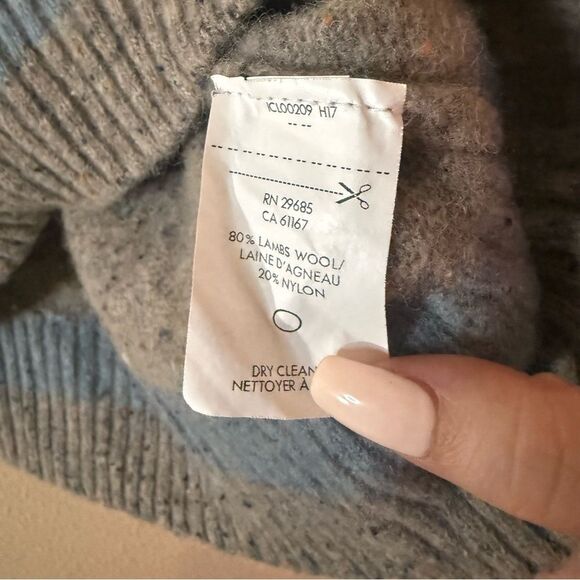 ICL00209 H17
RN 29685
CA 61167
80% LAMBS WOOL/
LAINE D'AGNEAU
20% NYLON
DRY CLEAN
NETTOYER À